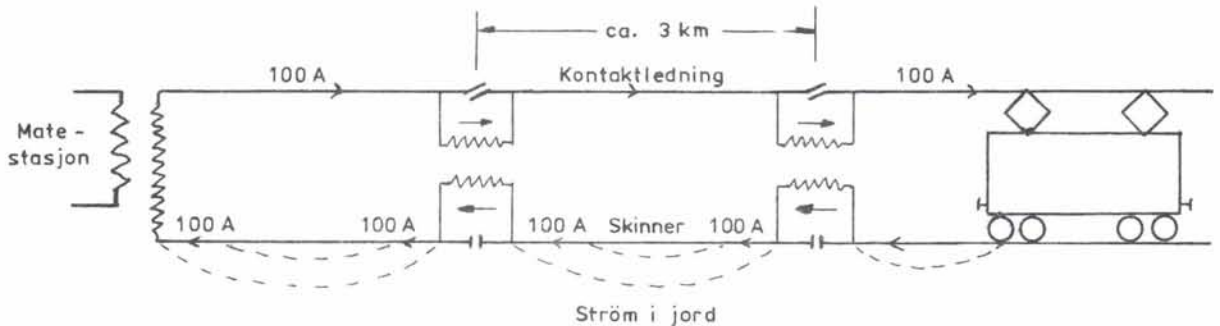 ca. 3 km
100 A
Kontaktledning
100 A
Mate-
stasjon
100 A
100 A
100 A
Skinner
100 A
Ström i jord